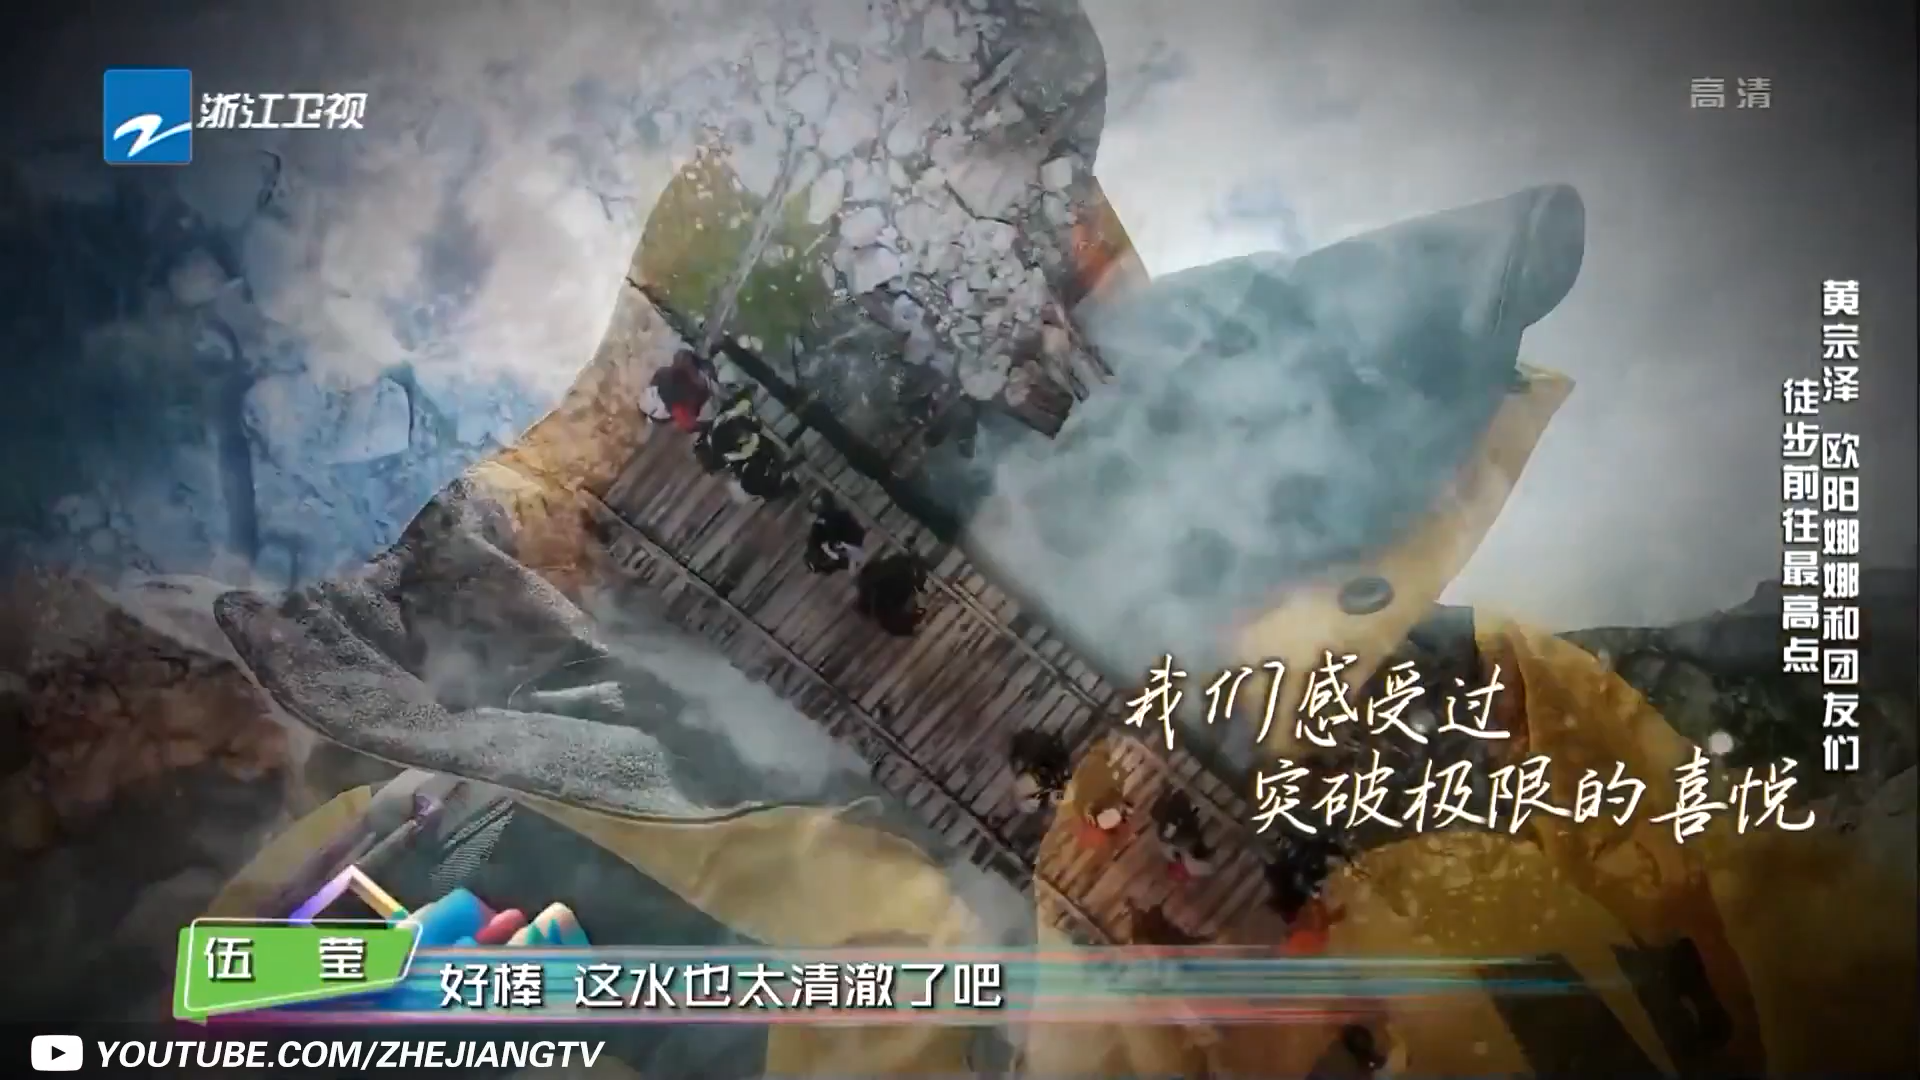 浙江卫视
高清
黄宗泽 欧阳娜娜和团友们
徒步前往最高点
我们感受过
突破极限的喜悦
伍 莹
好棒 这水也太清澈了吧
YOUTUBE.COM/ZHEJIANGTV